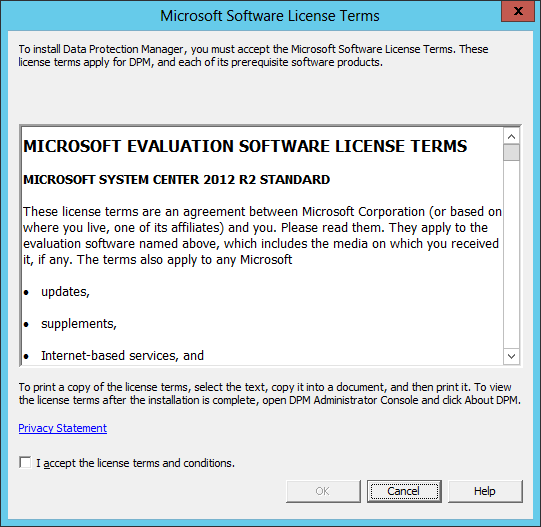 Microsoft Software License Terms
X
To install Data Protection Manager, you must accept the Microsoft Software License Terms. These
license terms apply for DPM, and each of its prerequisite software products.
MICROSOFT EVALUATION SOFTWARE LICENSE TERMS
MICROSOFT SYSTEM CENTER 2012 R2 STANDARD
These license terms are an agreement between Microsoft Corporation (or based on
where you live, one of its affiliates) and you. Please read them. They apply to the
evaluation software named above, which includes the media on which you received
it, if any. The terms also apply to any Microsoft
• updates,
• supplements,
• Internet-based services, and
To print a copy of the license terms, select the text, copy it into a document, and then print it. To view
the license terms after the installation is complete, open DPM Administrator Console and click About DPM.
Privacy Statement
I accept the license terms and conditions.
OK Cancel Help